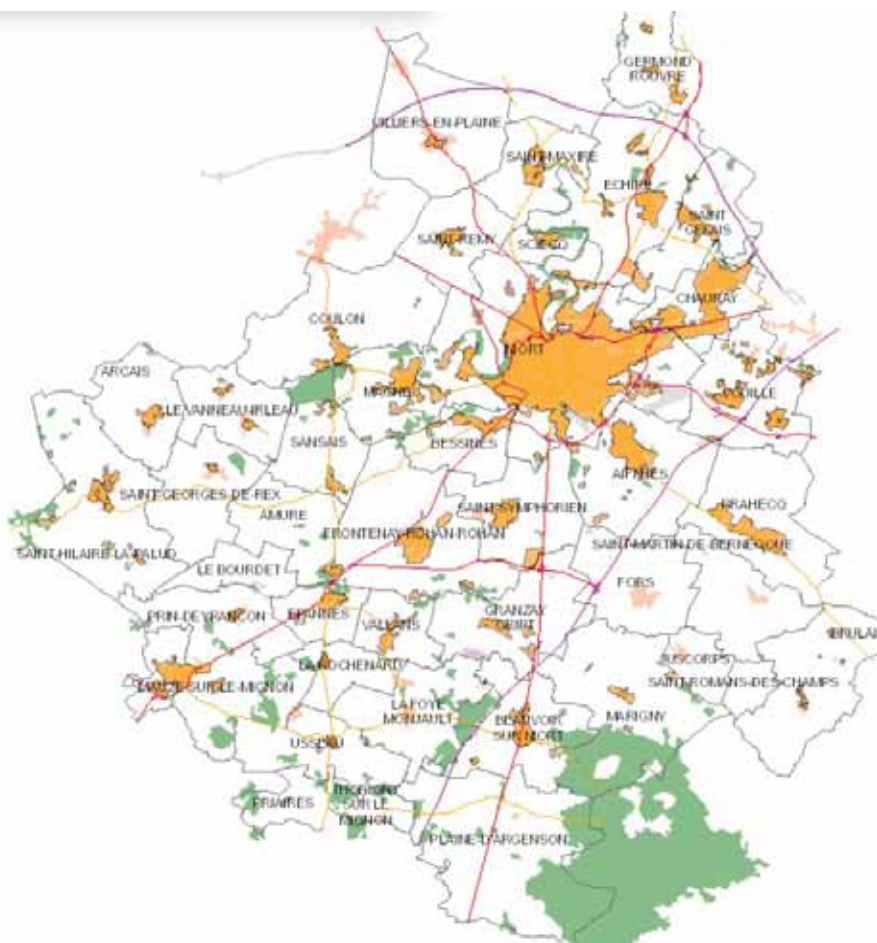 GERMOND
ROUVRE
VILLIERS-EN-PLAINE
SAINT-MAXIRE
ECHIRE
SAINT
GELAIS
SAINT-REMY
SCIECQ
CHAURAY
COULON
NIORT
ARCAIS
MAGNE
VOUILLE
LE VANNEAU-IRLEAU
SANSAIS
BESSINES
AIFFRES
SAINT-GEORGES-DE-REX
AMURE
SAINT-SYMPHORIEN
PRAHECQ
FRONTENAY-ROHAN-ROHAN
SAINT-MARTIN-DE-BERNEGOUE
SAINT-HILAIRE-LA-PALUD
LE BOURDET
FORS
PRIN-DEYRANCON
EPANNES
VALLANS
GRANZAY
GRIPT
BRULAI
JUSCORPS
LA ROCHENARD
SAINT-ROMANS-DES-CHAMPS
MAUZE-SUR-LE-MIGNON
LA FOYE
MONJAULT
BEAUVOIR
SUR NIORT
MARIGNY
USSEAU
PRIAIRES
THORIGNY
SUR LE
MIGNON
PLAINE-D'ARGENSON